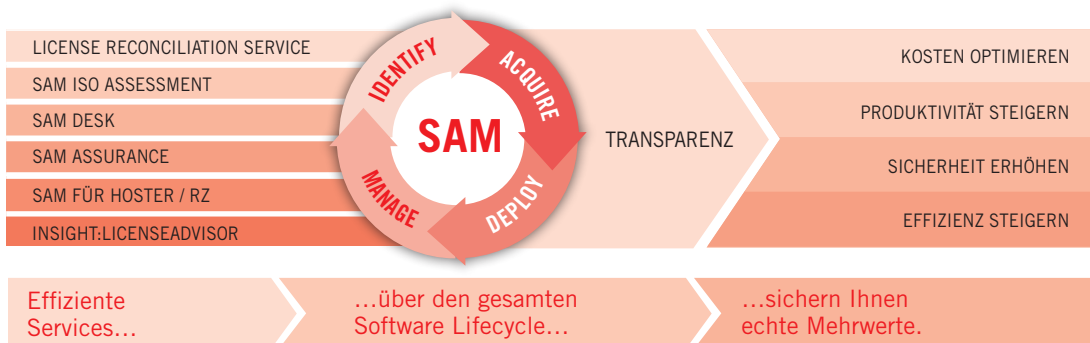 LICENSE RECONCILIATION SERVICE
SAM ISO ASSESSMENT
SAM DESK
SAM ASSURANCE
SAM FÜR HOSTER / RZ
INSIGHT:LICENSEADVISOR
IDENTIFY
ACQUIRE
DEPLOY
MANAGE
SAM
TRANSPARENZ
KOSTEN OPTIMIEREN
PRODUKTIVITÄT STEIGERN
SICHERHEIT ERHÖHEN
EFFIZIENZ STEIGERN
Effiziente
Services…
…über den gesamten
Software Lifecycle…
…sichern Ihnen
echte Mehrwerte.